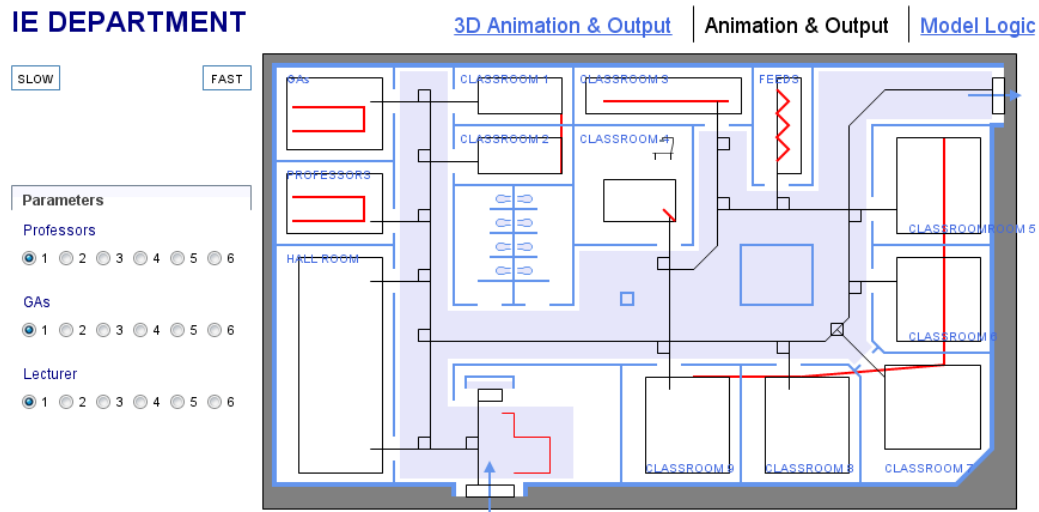 IE DEPARTMENT
3D Animation & Output
Animation & Output
Model Logic
SLOW
FAST
Parameters
Professors
1 2 3 4 5 6
GAs
1 2 3 4 5 6
Lecturer
1 2 3 4 5 6
GAs
CLASSROOM 1
CLASSROOM 3
FEEDS
CLASSROOM 2
CLASSROOM 4
PROFESSORS
CLASSROOMROOM 5
HALL ROOM
CLASSROOM 6
CLASSROOM 9
CLASSROOM 8
CLASSROOM 7